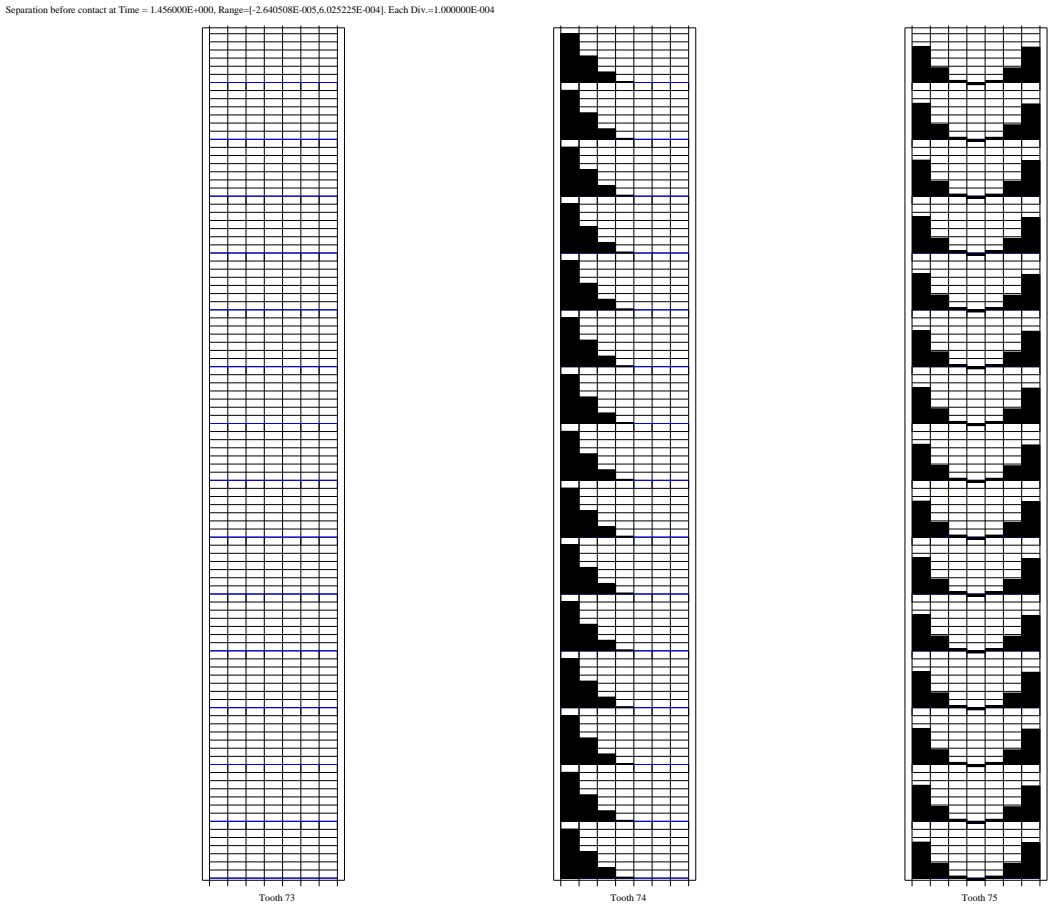 Separation before contact at Time = 1.456000E+000, Range=[-2.640508E-005,6.025225E-004]. Each Div.=1.000000E-004
Tooth 73
Tooth 74
Tooth 75